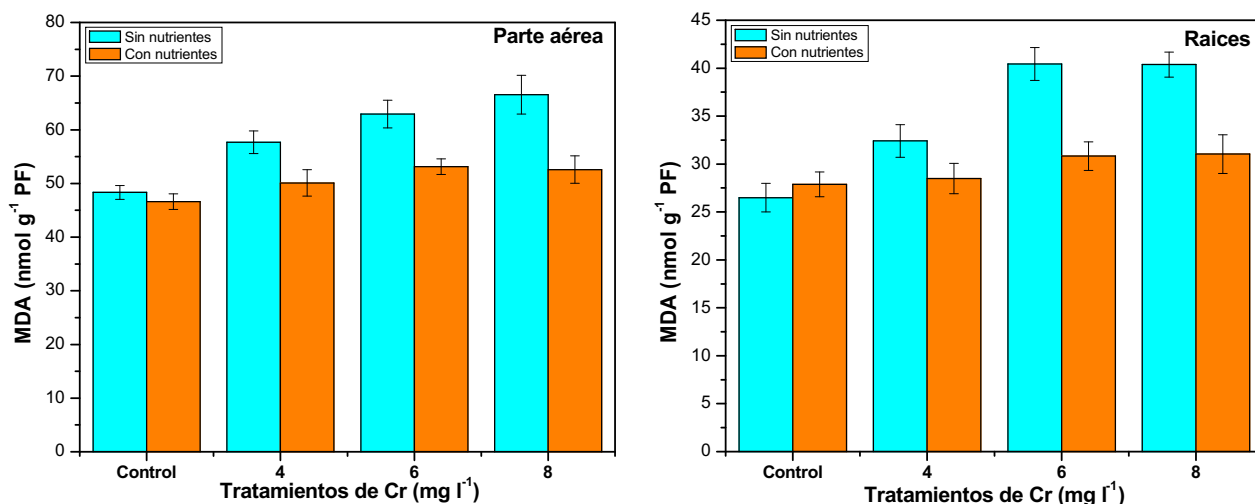 Sin nutrientes
Con nutrientes
Parte aérea
MDA (nmol g⁻¹ PF)
80
70
60
50
40
30
20
10
0
Control
4
6
8
Tratamientos de Cr (mg l⁻¹)
Sin nutrientes
Con nutrientes
Raices
MDA (nmol g⁻¹ PF)
45
40
35
30
25
20
15
10
5
0
Control
4
6
8
Tratamientos de Cr (mg l⁻¹)